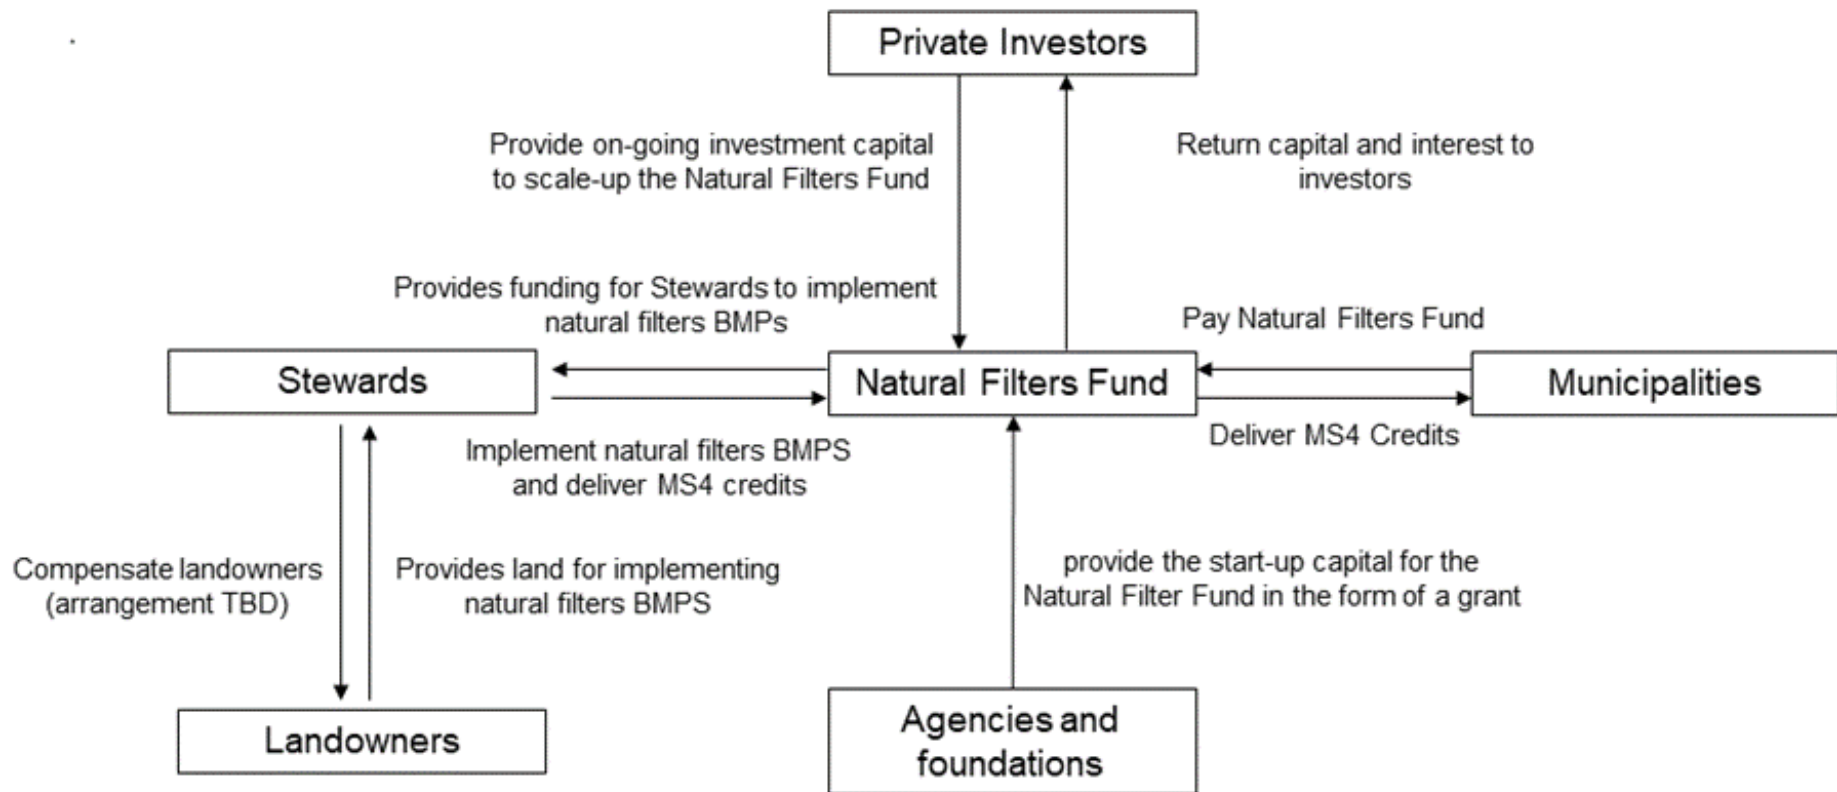 Private Investors
Provide on-going investment capital
to scale-up the Natural Filters Fund
Return capital and interest to
investors
Provides funding for Stewards to implement
natural filters BMPs
Pay Natural Filters Fund
Stewards
Natural Filters Fund
Municipalities
Implement natural filters BMPS
and deliver MS4 credits
Deliver MS4 Credits
Compensate landowners
(arrangement TBD)
Provides land for implementing
natural filters BMPS
provide the start-up capital for the
Natural Filter Fund in the form of a grant
Landowners
Agencies and
foundations